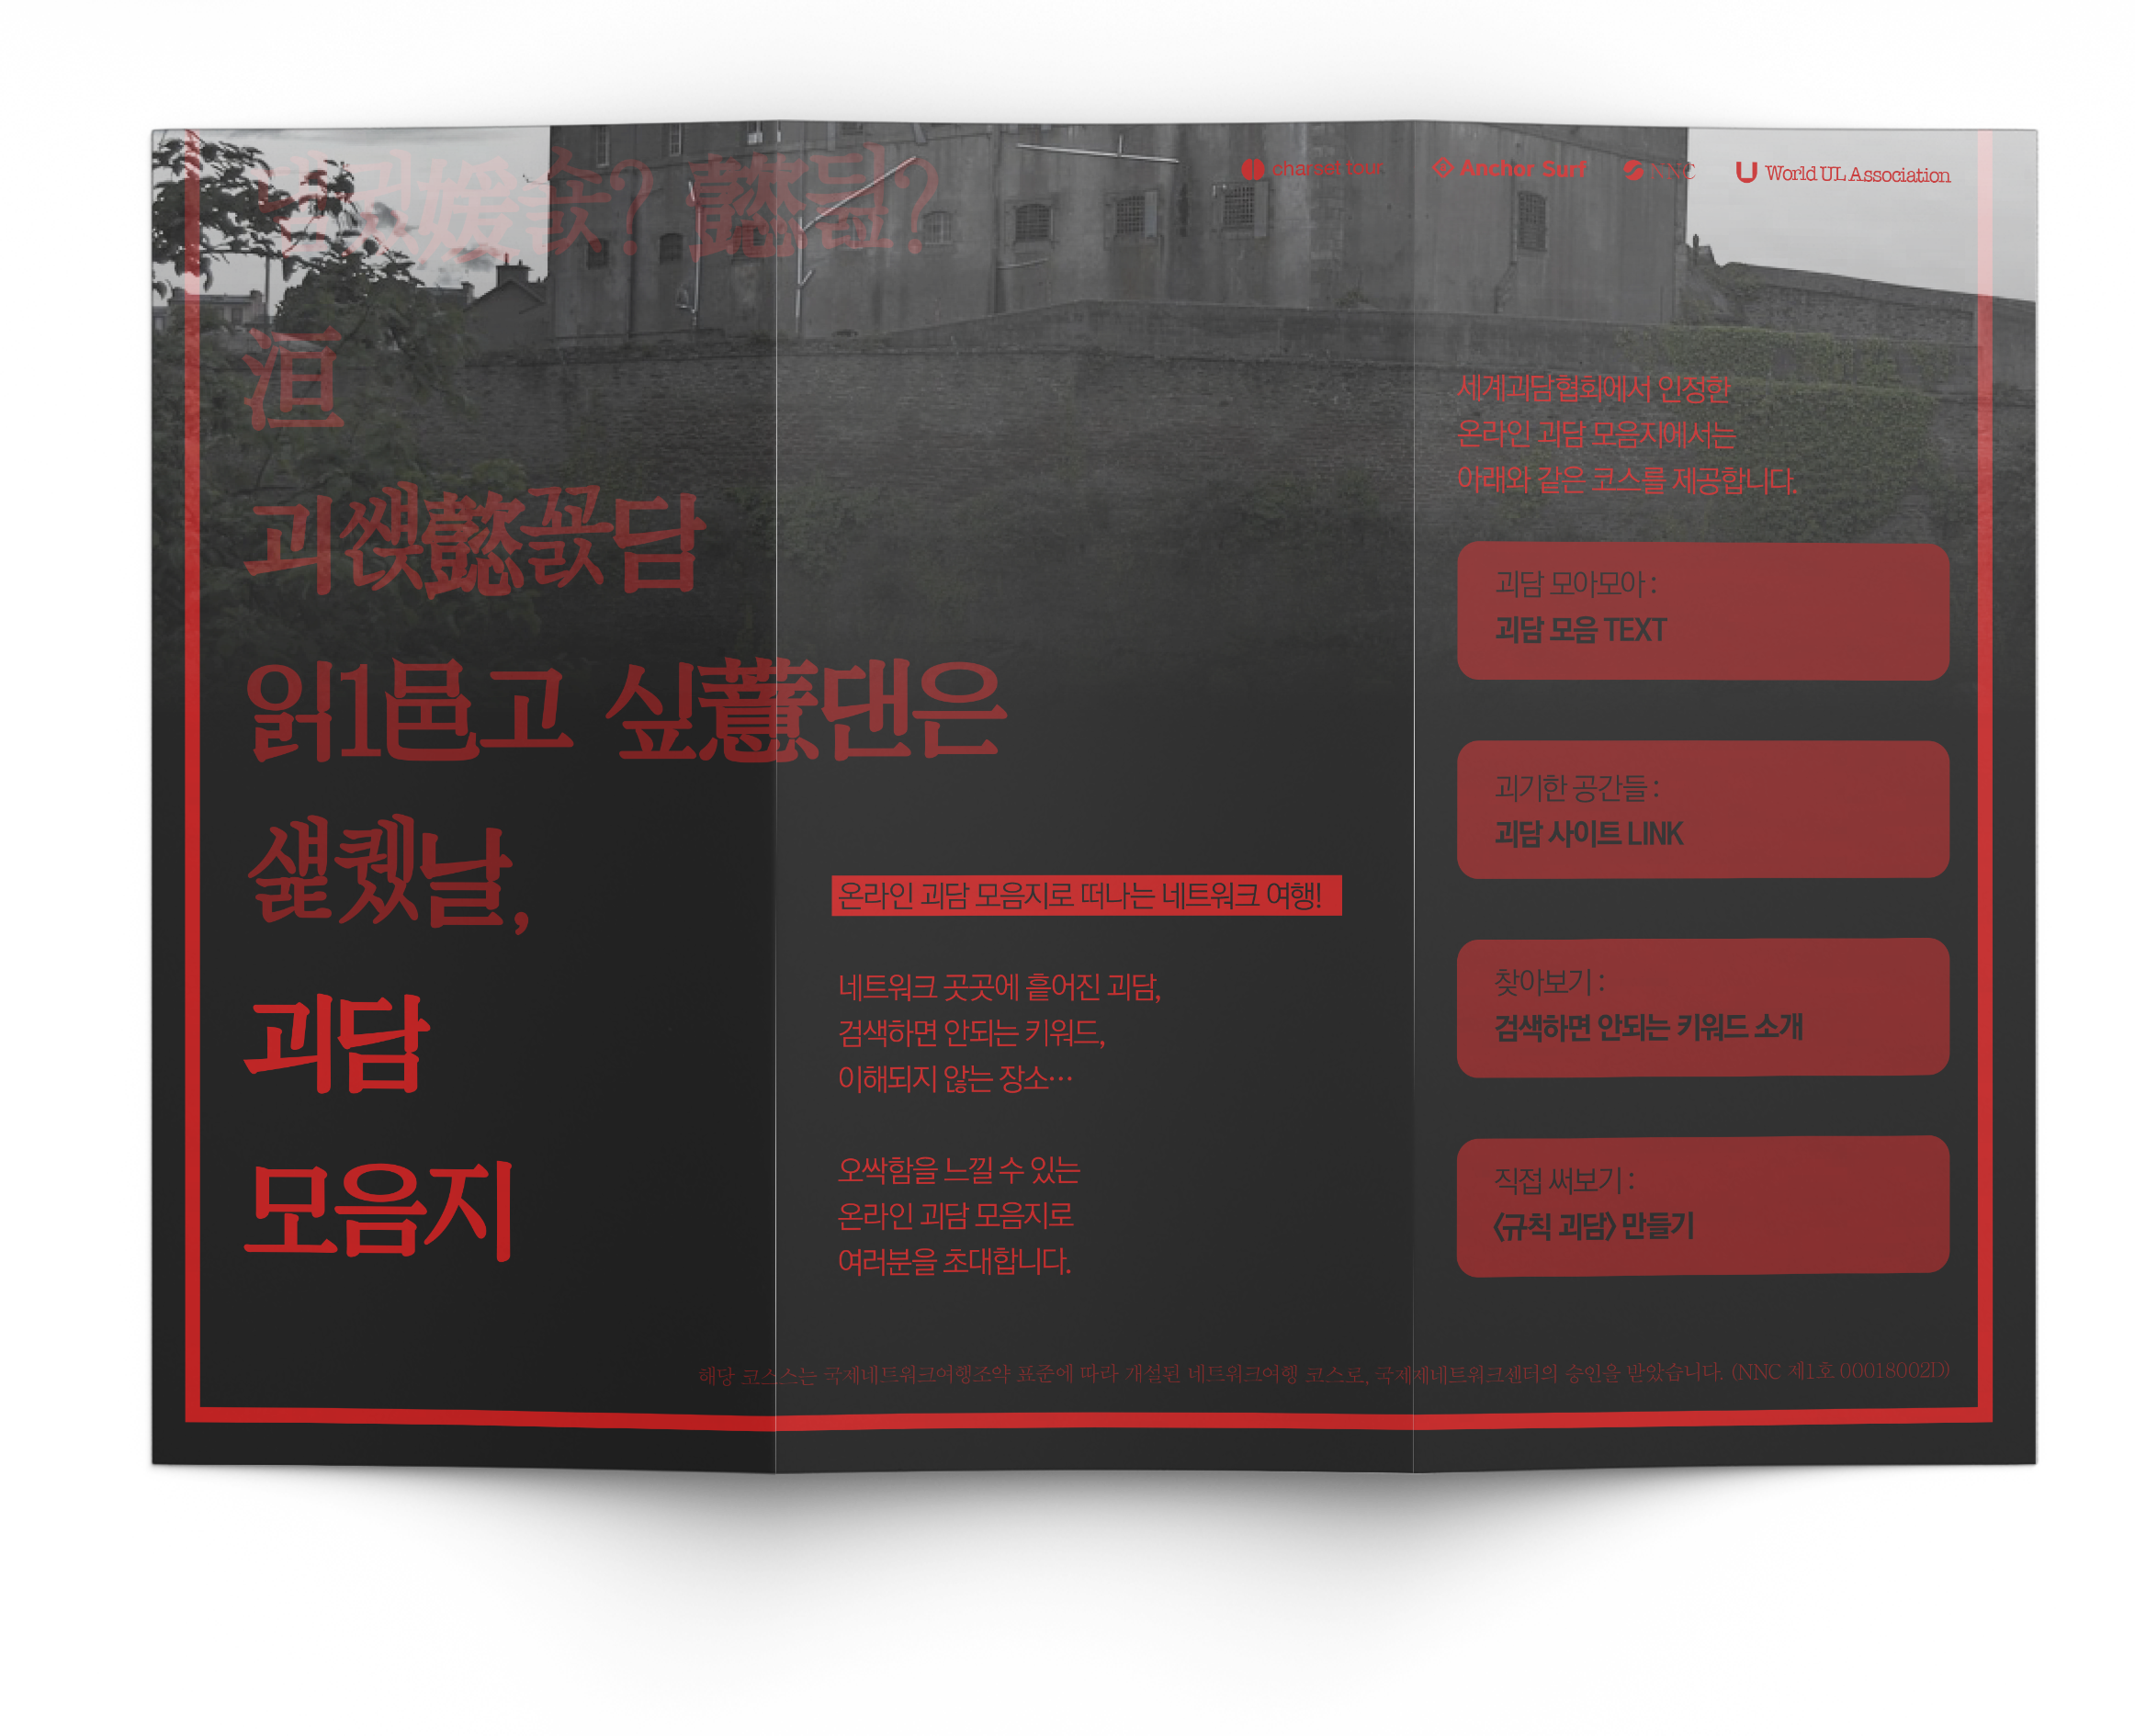 charset tour
Anchor Surf
NNC
World UL Association
洹
괴쒡懿꿄담
읽1邑고 싶薏댄은
날,
괴담
모음지
온라인 괴담 모음지로 떠나는 네트워크 여행!
네트워크 곳곳에 흩어진 괴담,
검색하면 안되는 키워드,
이해되지 않는 장소…
오싹함을 느낄 수 있는
온라인 괴담 모음지로
여러분을 초대합니다.
세계괴담협회에서 인정한
온라인 괴담 모음지에서는
아래와 같은 코스를 제공합니다.
괴담 모아모아 :
괴담 모음 TEXT
괴기한 공간들 :
괴담 사이트 LINK
찾아보기 :
검색하면 안되는 키워드 소개
직접 써보기 :
〈규칙 괴담〉 만들기
해당 코스스는 국제네트워크여행조약 표준에 따라 개설된 네트워크여행 코스로, 국제제네트워크센터의 승인을 받았습니다. (NNC 제1호 00018002D)